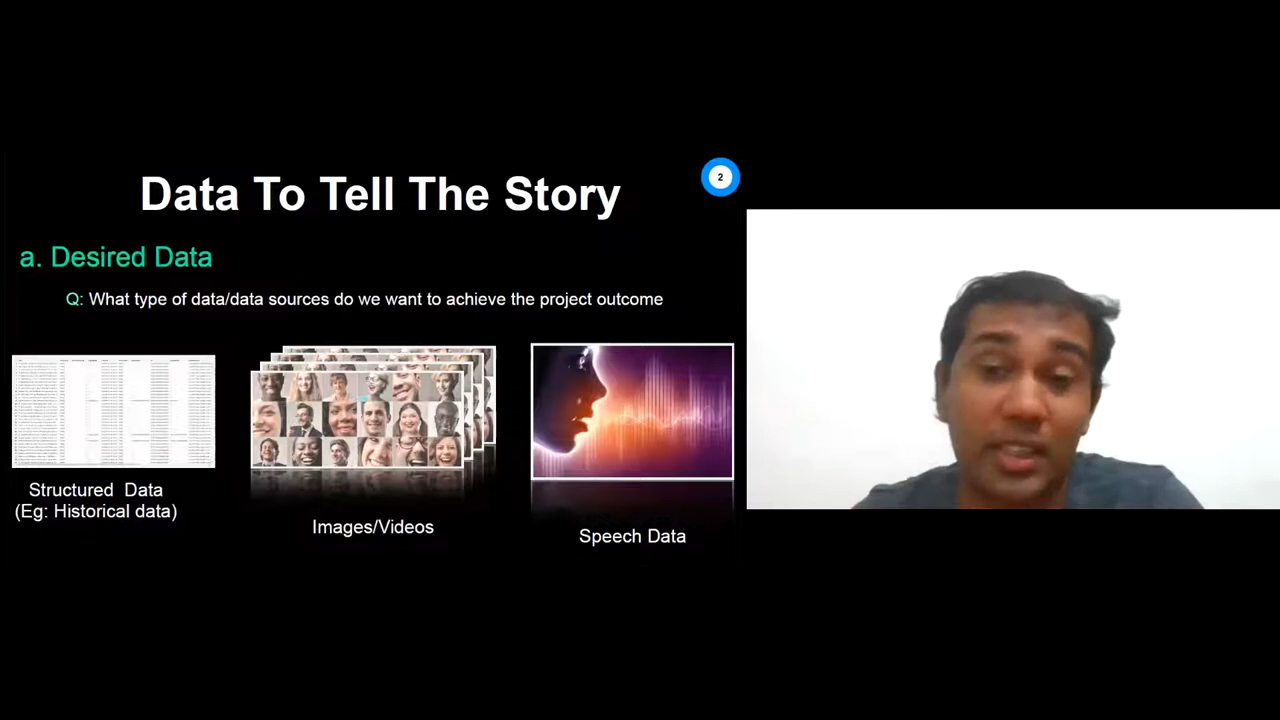 Data To Tell The Story
2
a. Desired Data
Q: What type of data/data sources do we want to achieve the project outcome
Structured Data
(Eg: Historical data)
Images/Videos
Speech Data